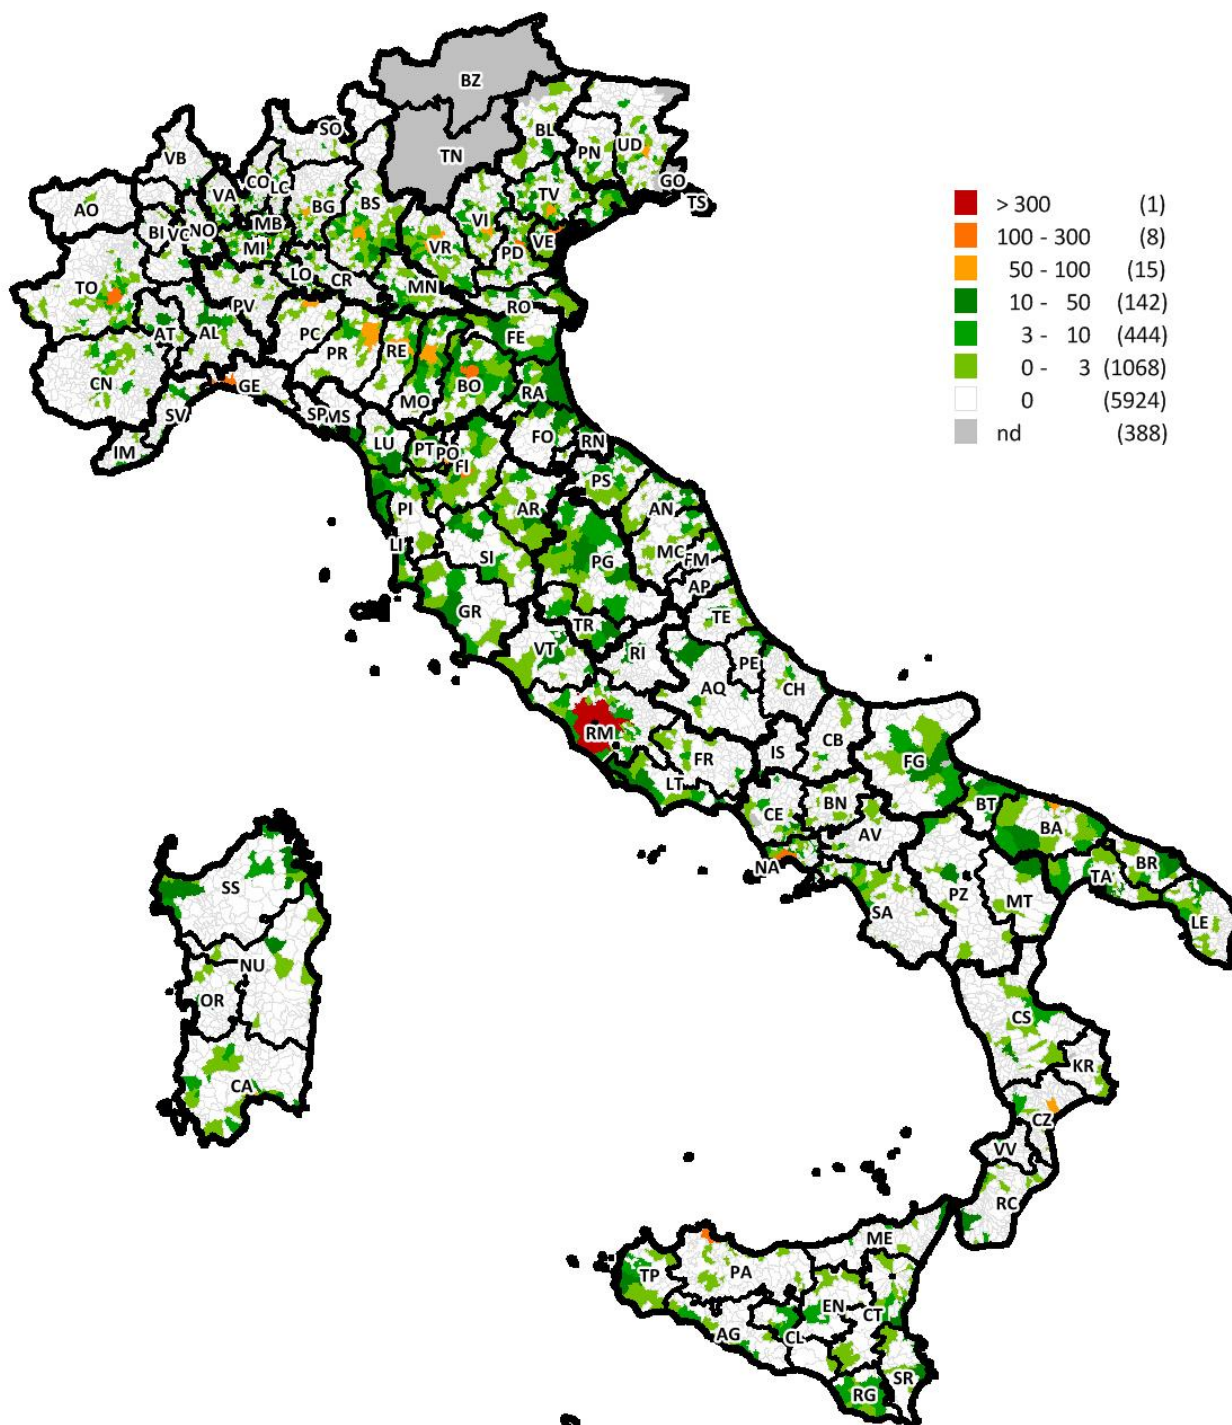 BZ
SO
BL
UD
PN
TN
VB
GO
CO
LC
TS
VA
TV
AO
BG
BS
VI
MB
BI
VC
NO
VR
VE
MI
PD
LO
CR
MN
TO
PV
RO
AT
AL
PC
FE
PR
RE
CN
GE
BO
RA
MO
SP
MS
SV
FO
RN
LU
PT
PO
IM
FI
PS
PI
AR
AN
LI
SI
MC
FM
PG
AP
GR
TR
TE
VT
RI
PE
AQ
CH
RM
CB
IS
FR
FG
LT
BN
BT
CE
BA
AV
NA
BR
TA
SS
PZ
MT
SA
LE
NU
OR
CS
KR
CA
CZ
VV
RC
ME
TP
PA
EN
CT
AG
CL
SR
RG
> 300 (1)
100 - 300 (8)
50 - 100 (15)
10 - 50 (142)
3 - 10 (444)
0 - 3 (1068)
0 (5924)
nd (388)